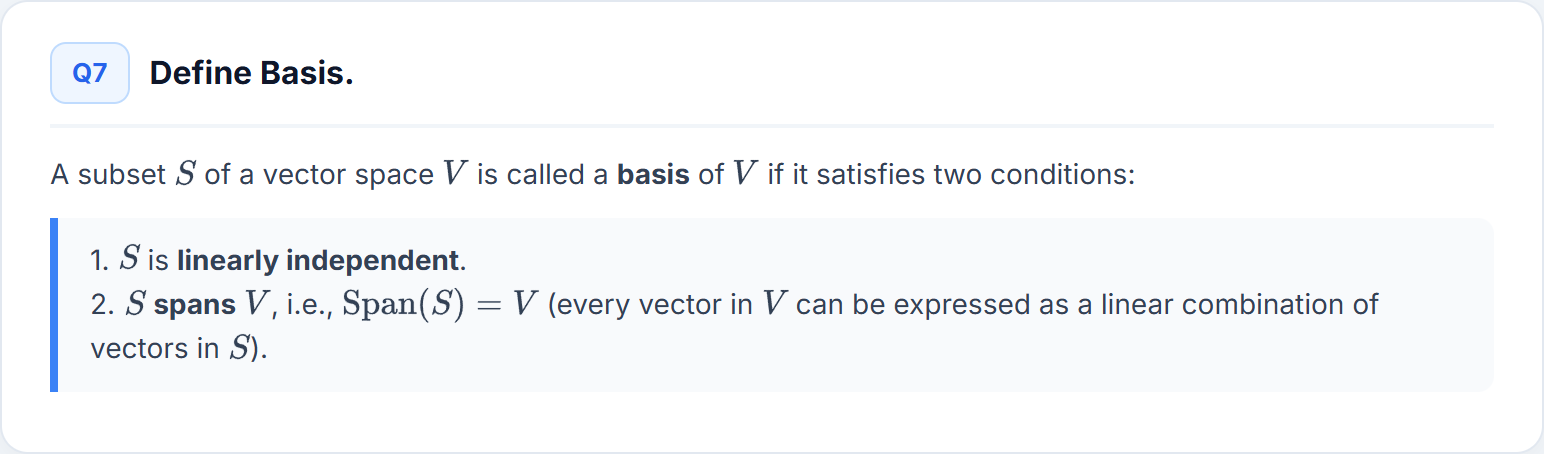 Q7 Define Basis.
A subset S of a vector space V is called a basis of V if it satisfies two conditions:
1. S is linearly independent.
2. S spans V, i.e., Span(S) = V (every vector in V can be expressed as a linear combination of
vectors in S).